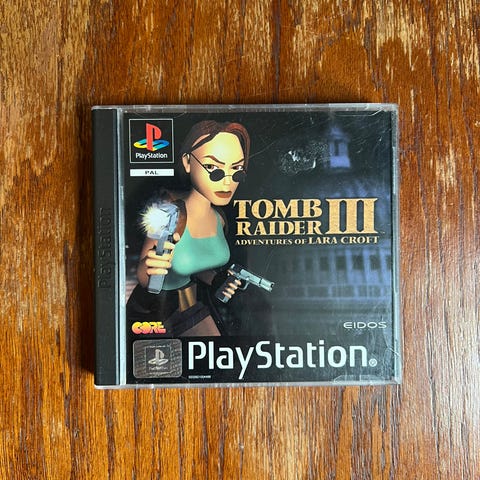 PlayStation
PAL
PlayStation
TOMB
RAIDER III
ADVENTURES OF LARA CROFT
CORE
EIDOS
PlayStation